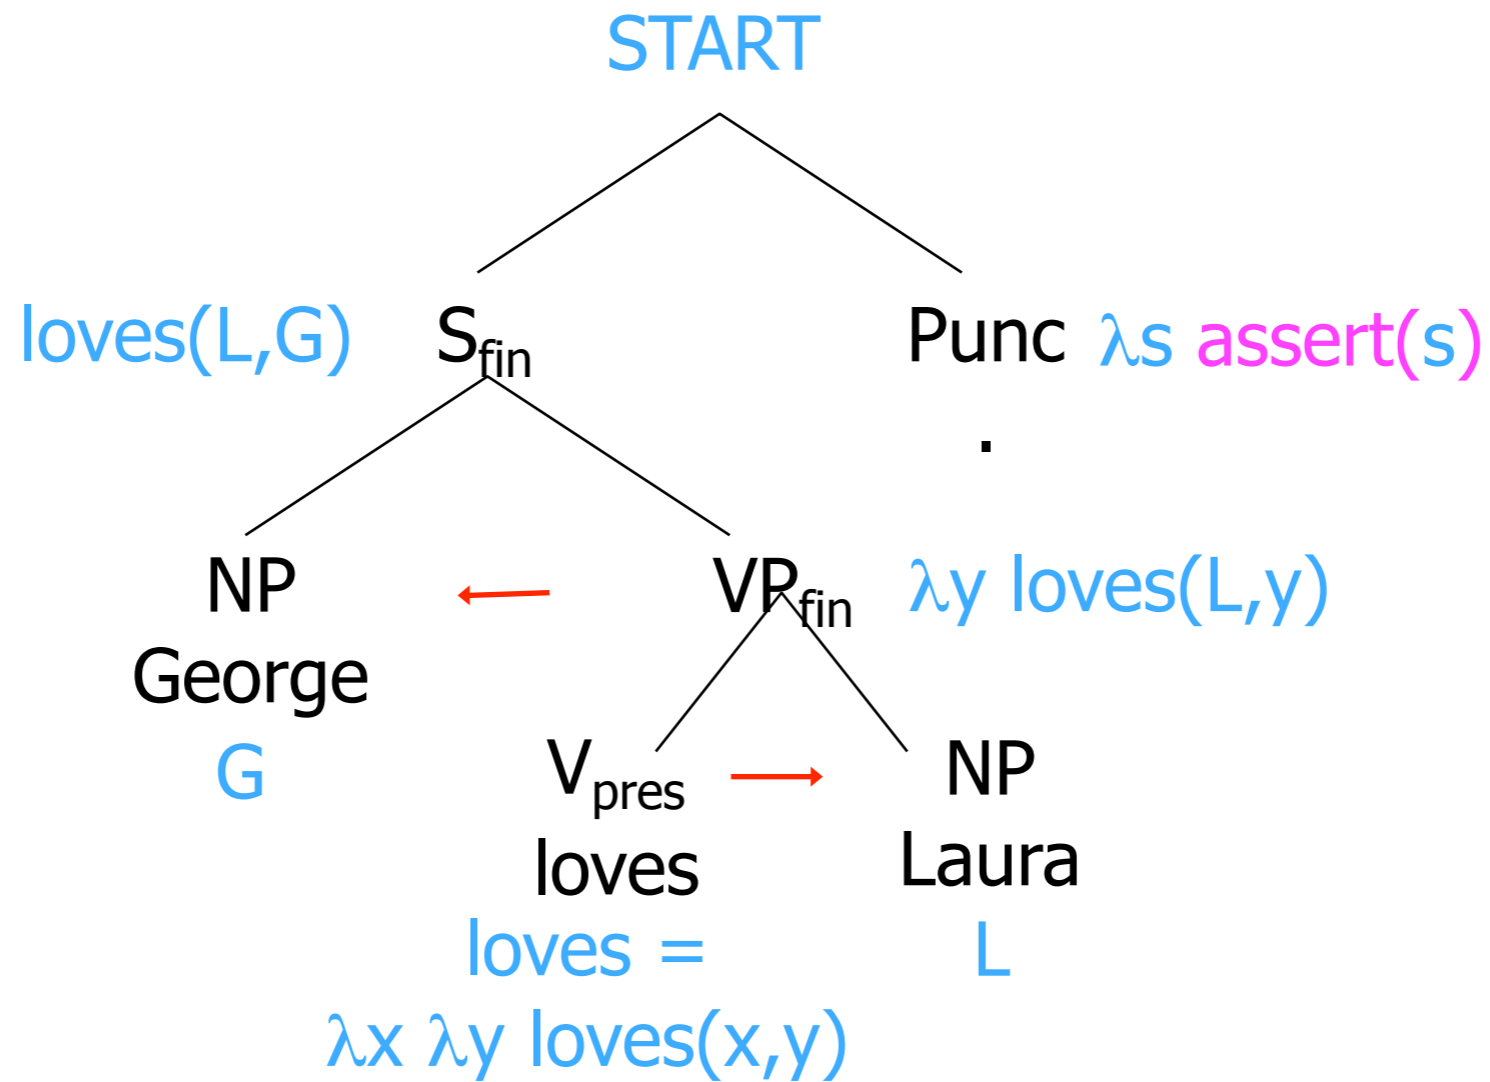 START
loves(L,G) S_fin Punc λs assert(s)
.
NP VP_fin λy loves(L,y)
George
G V_pres NP
loves Laura
loves = L
λx λy loves(x,y)